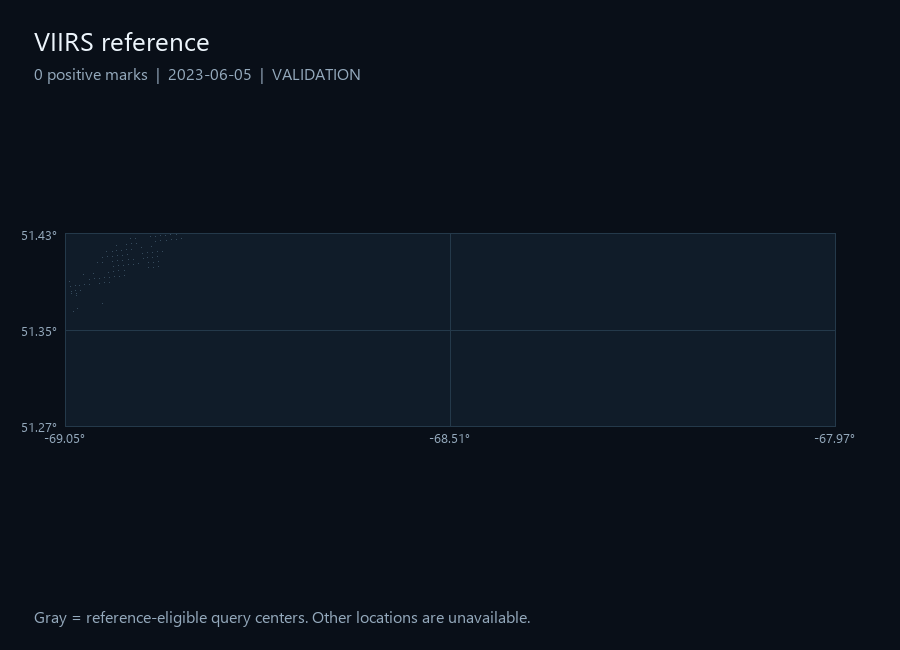 VIIRS reference
0 positive marks | 2023-06-05 | VALIDATION
51.43°
51.35°
51.27°
-69.05°
-68.51°
-67.97°
Gray = reference-eligible query centers. Other locations are unavailable.